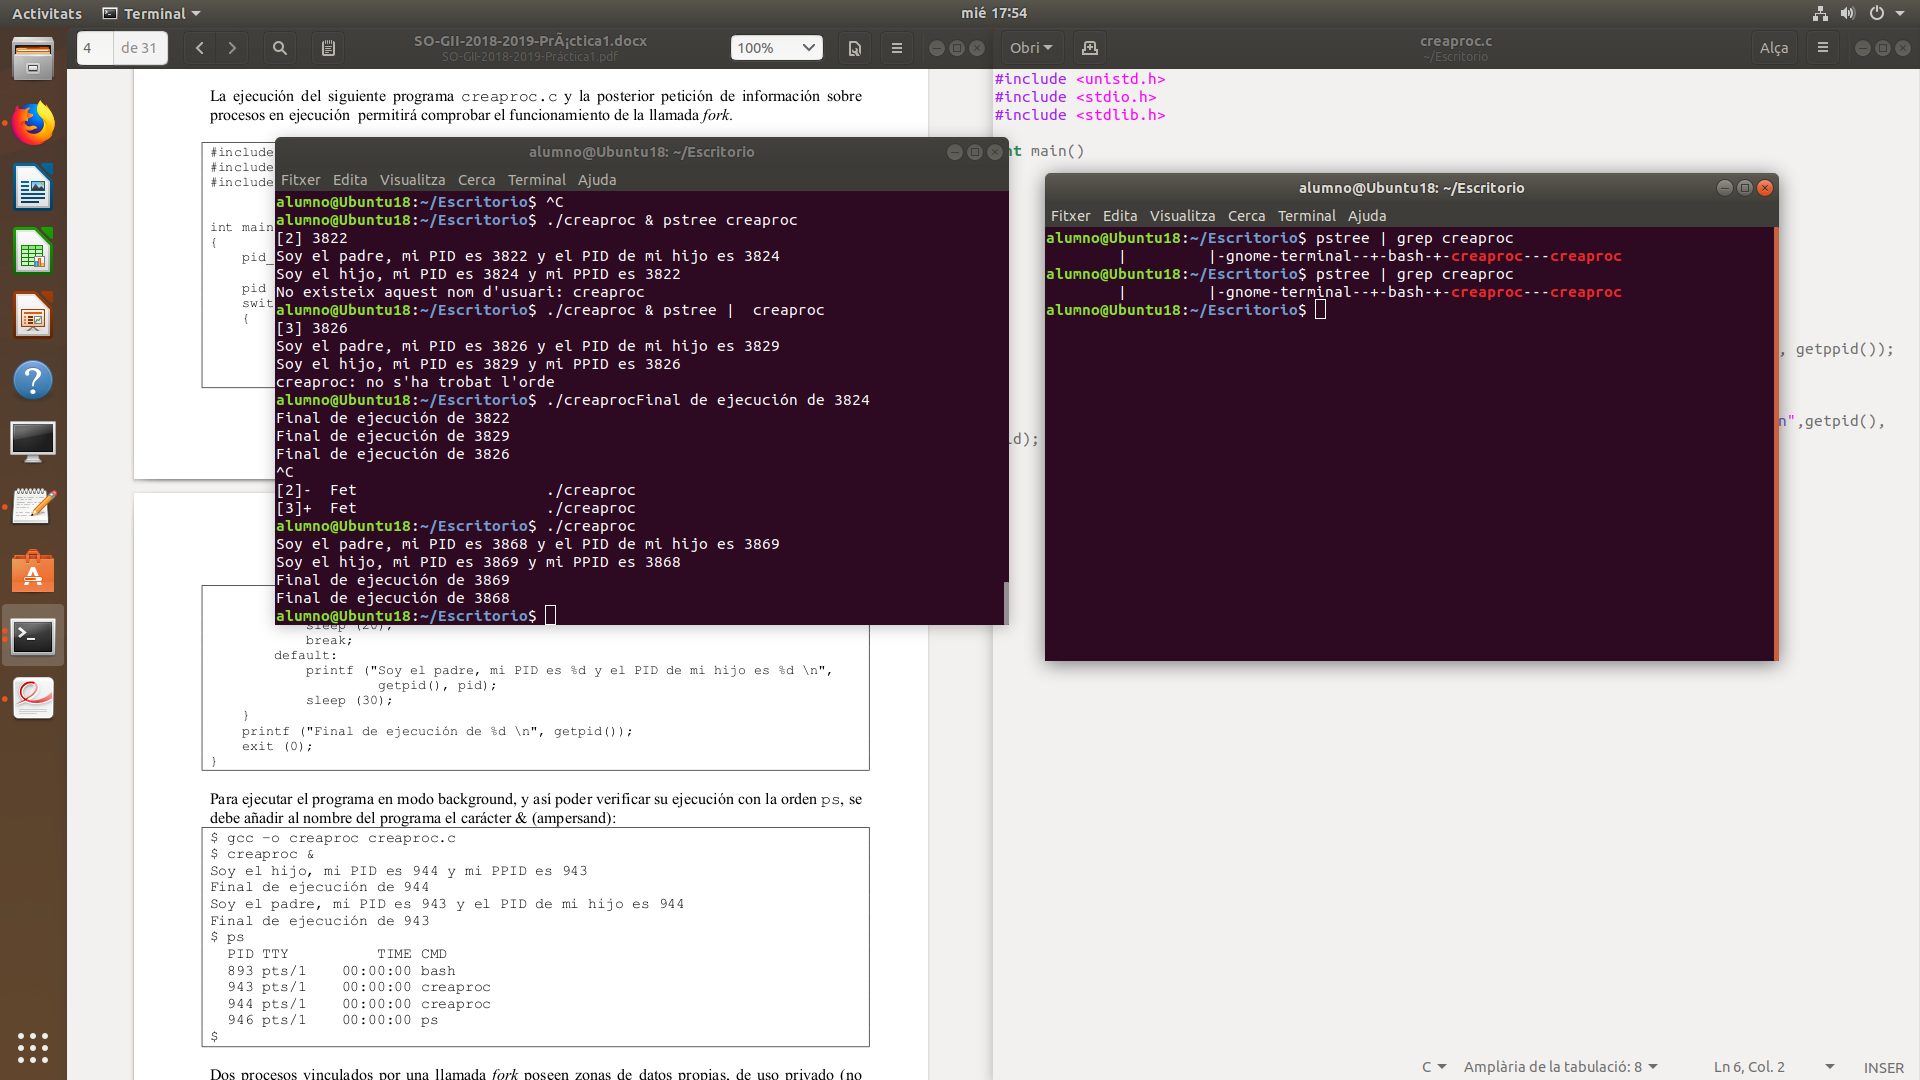 Activitats
Terminal
mié 17:54
4
de 31
SO-GII-2018-2019-PrÃ¡ctica1.docx
SO-GII-2018-2019-Práctica1.pdf
100%
Obri
creaproc.c
~/Escritorio
Alça
La ejecución del siguiente programa creaproc.c y la posterior petición de información sobre
procesos en ejecución permitirá comprobar el funcionamiento de la llamada fork.
#include
#include
#include
int main
{
pid_
pid
swit
{
#include <unistd.h>
#include <stdio.h>
#include <stdlib.h>
nt main()
, getppid());
n",getpid(),
id);
alumno@Ubuntu18: ~/Escritorio
Fitxer Edita Visualitza Cerca Terminal Ajuda
alumno@Ubuntu18:~/Escritorio$ ^C
alumno@Ubuntu18:~/Escritorio$ ./creaproc & pstree creaproc
[2] 3822
Soy el padre, mi PID es 3822 y el PID de mi hijo es 3824
Soy el hijo, mi PID es 3824 y mi PPID es 3822
No existeix aquest nom d'usuari: creaproc
alumno@Ubuntu18:~/Escritorio$ ./creaproc & pstree |  creaproc
[3] 3826
Soy el padre, mi PID es 3826 y el PID de mi hijo es 3829
Soy el hijo, mi PID es 3829 y mi PPID es 3826
creaproc: no s'ha trobat l'orde
alumno@Ubuntu18:~/Escritorio$ ./creaprocFinal de ejecución de 3824
Final de ejecución de 3822
Final de ejecución de 3829
Final de ejecución de 3826
^C
[2]-  Fet                     ./creaproc
[3]+  Fet                     ./creaproc
alumno@Ubuntu18:~/Escritorio$ ./creaproc
Soy el padre, mi PID es 3868 y el PID de mi hijo es 3869
Soy el hijo, mi PID es 3869 y mi PPID es 3868
Final de ejecución de 3869
Final de ejecución de 3868
alumno@Ubuntu18:~/Escritorio$
alumno@Ubuntu18: ~/Escritorio
Fitxer Edita Visualitza Cerca Terminal Ajuda
alumno@Ubuntu18:~/Escritorio$ pstree | grep creaproc
|         |-gnome-terminal--+-bash-+-creaproc---creaproc
alumno@Ubuntu18:~/Escritorio$ pstree | grep creaproc
|         |-gnome-terminal--+-bash-+-creaproc---creaproc
alumno@Ubuntu18:~/Escritorio$
sleep (20);
break;
default:
printf ("Soy el padre, mi PID es %d y el PID de mi hijo es %d \n",
getpid(), pid);
sleep (30);
}
printf ("Final de ejecución de %d \n", getpid());
exit (0);
}
Para ejecutar el programa en modo background, y así poder verificar su ejecución con la orden ps, se
debe añadir al nombre del programa el carácter & (ampersand):
$ gcc –o creaproc creaproc.c
$ creaproc &
Soy el hijo, mi PID es 944 y mi PPID es 943
Final de ejecución de 944
Soy el padre, mi PID es 943 y el PID de mi hijo es 944
Final de ejecución de 943
$ ps
PID TTY          TIME CMD
893 pts/1    00:00:00 bash
943 pts/1    00:00:00 creaproc
944 pts/1    00:00:00 creaproc
946 pts/1    00:00:00 ps
$
Dos procesos vinculados por una llamada fork poseen zonas de datos propias, de uso privado (no
C
Amplària de la tabulació: 8
Ln 6, Col. 2
INSER